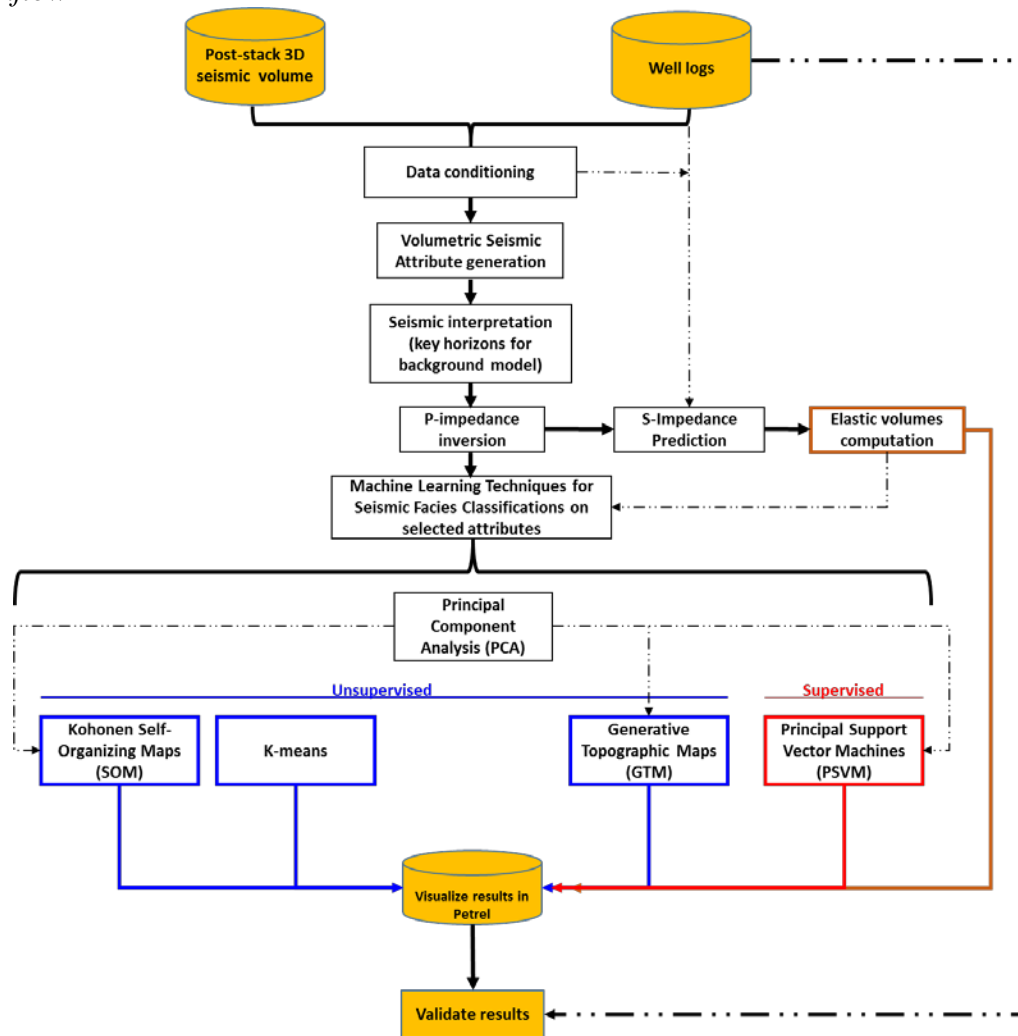 flow
Post-stack 3D
seismic volume
Well logs
Data conditioning
Volumetric Seismic
Attribute generation
Seismic interpretation
(key horizons for
background model)
P-impedance
inversion
S-Impedance
Prediction
Elastic volumes
computation
Machine Learning Techniques for
Seismic Facies Classifications on
selected attributes
Principal
Component
Analysis (PCA)
Unsupervised
Supervised
Kohonen Self-
Organizing Maps
(SOM)
K-means
Generative
Topographic Maps
(GTM)
Principal Support
Vector Machines
(PSVM)
Visualize results in
Petrel
Validate results